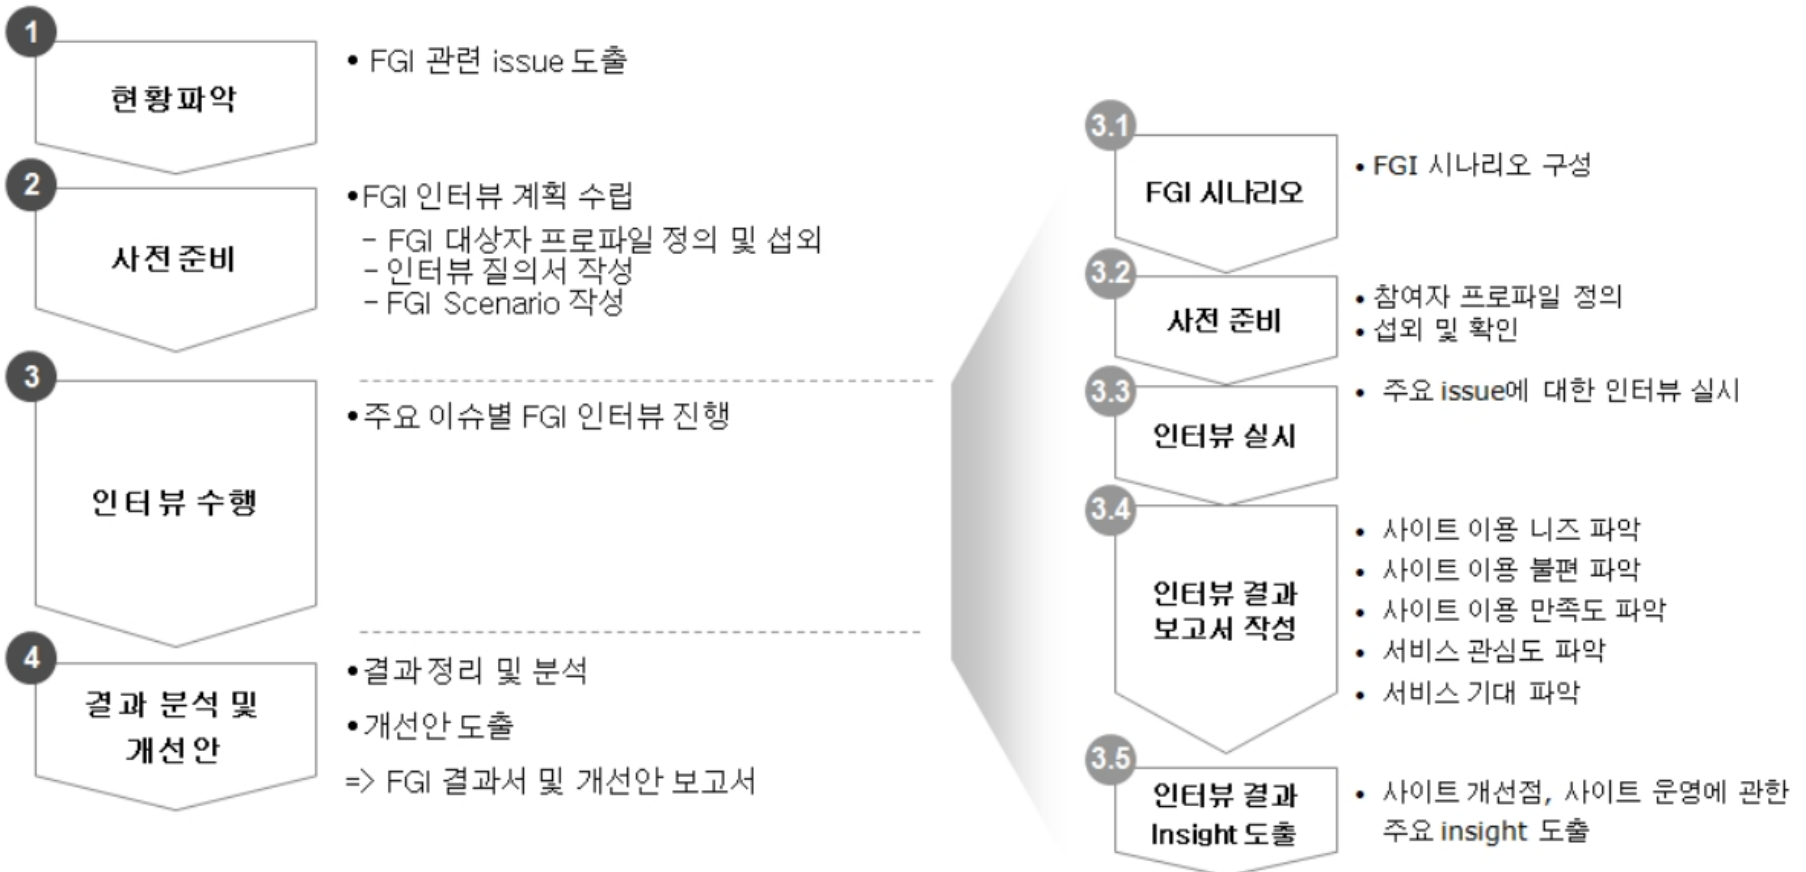 1
현황파악
• FGI 관련 issue 도출
2
사전 준비
•FGI 인터뷰 계획 수립
- FGI 대상자 프로파일 정의 및 섭외
- 인터뷰 질의서 작성
- FGI Scenario 작성
3
인터뷰 수행
•주요 이슈별 FGI 인터뷰 진행
4
결과 분석 및
개선안
•결과 정리 및 분석
•개선안 도출
=> FGI 결과서 및 개선안 보고서
3.1
FGI 시나리오
• FGI 시나리오 구성
3.2
사전 준비
• 참여자 프로파일 정의
• 섭외 및 확인
3.3
인터뷰 실시
• 주요 issue에 대한 인터뷰 실시
3.4
인터뷰 결과
보고서 작성
• 사이트 이용 니즈 파악
• 사이트 이용 불편 파악
• 사이트 이용 만족도 파악
• 서비스 관심도 파악
• 서비스 기대 파악
3.5
인터뷰 결과
Insight 도출
• 사이트 개선점, 사이트 운영에 관한
주요 insight 도출